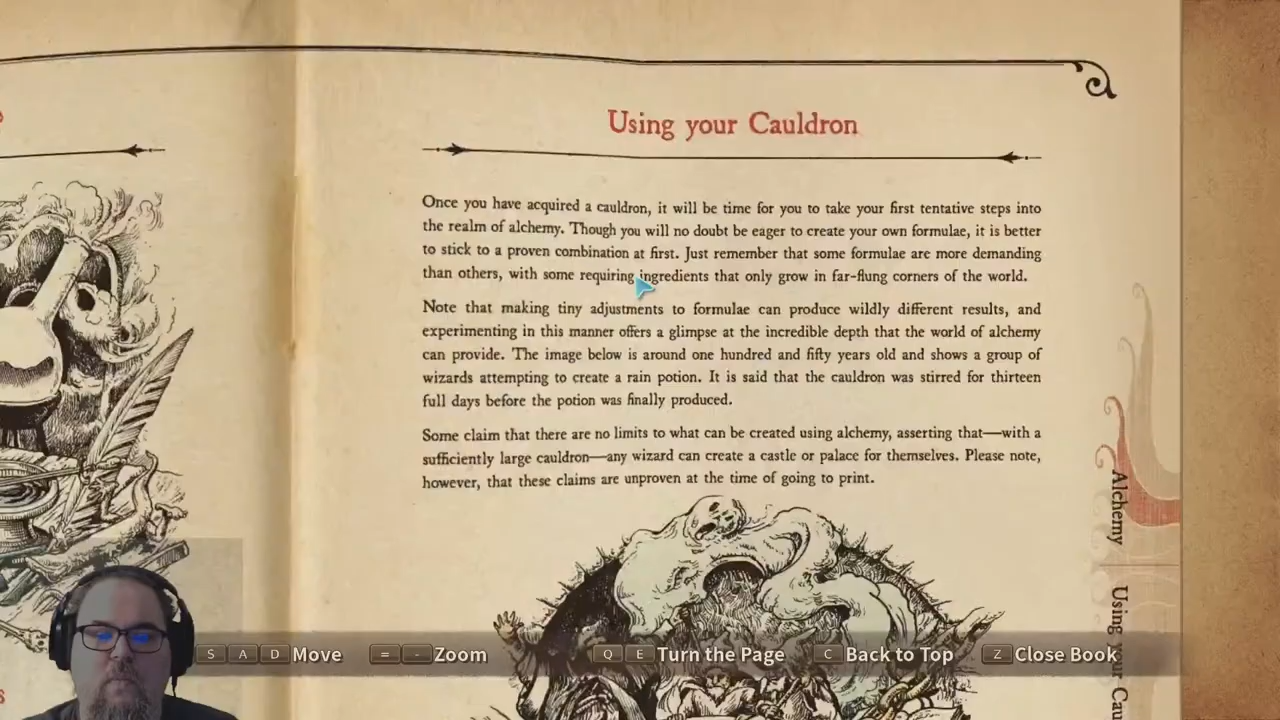 Using your Cauldron
Once you have acquired a cauldron, it will be time for you to take your first tentative steps into
the realm of alchemy. Though you will no doubt be eager to create your own formulae, it is better
to stick to a proven combination at first. Just remember that some formulae are more demanding
than others, with some requiring ingredients that only grow in far-flung corners of the world.
Note that making tiny adjustments to formulae can produce wildly different results, and
experimenting in this manner offers a glimpse at the incredible depth that the world of alchemy
can provide. The image below is around one hundred and fifty years old and shows a group of
wizards attempting to create a rain potion. It is said that the cauldron was stirred for thirteen
full days before the potion was finally produced.
Some claim that there are no limits to what can be created using alchemy, asserting that—with a
sufficiently large cauldron—any wizard can create a castle or palace for themselves. Please note,
however, that these claims are unproven at the time of going to print.
Alchemy
Using your Cau
S A D Move = - Zoom Q E Turn the Page C Back to Top Z Close Book